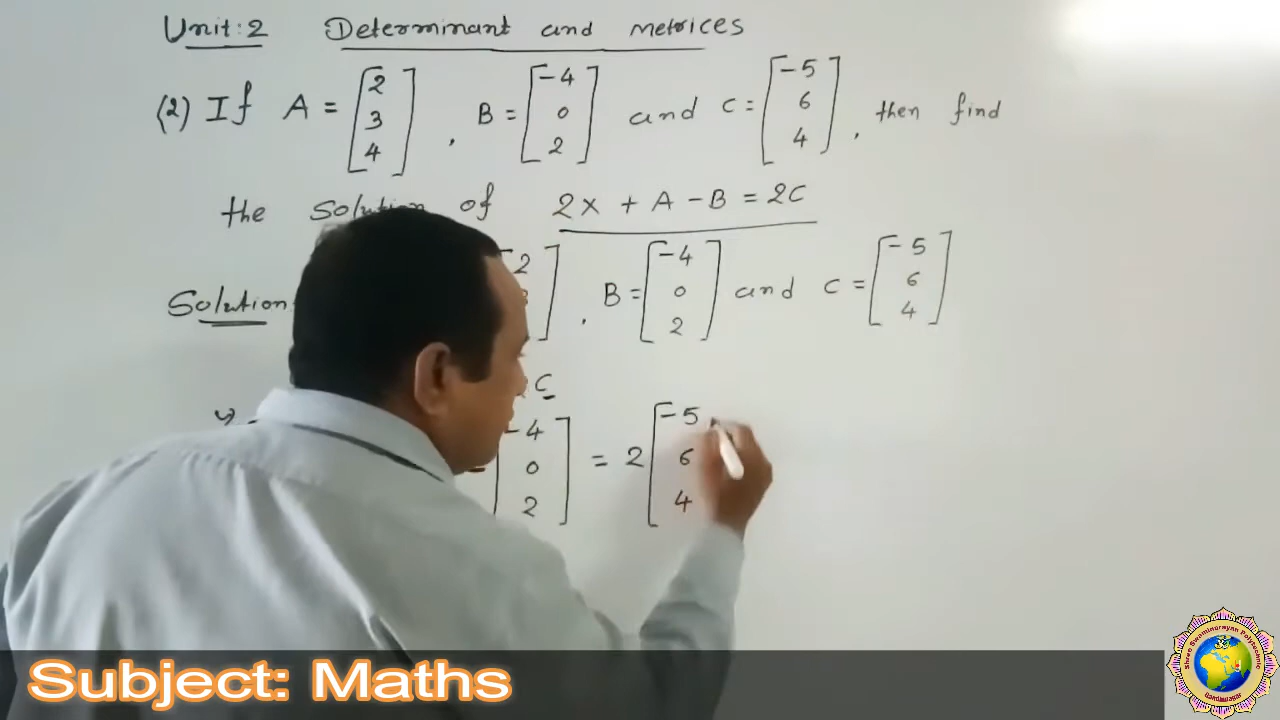 Unit:2 Determinant and metrices
(2) If A = [2 3 4], B = [-4 0 2] and C = [-5 6 4], then find
the Solution of 2X + A - B = 2C
Solution 2 ], B = [-4 0 2] and C = [-5 6 4]
C
-4 0 2] = 2 [-5 6 4
Subject: Maths